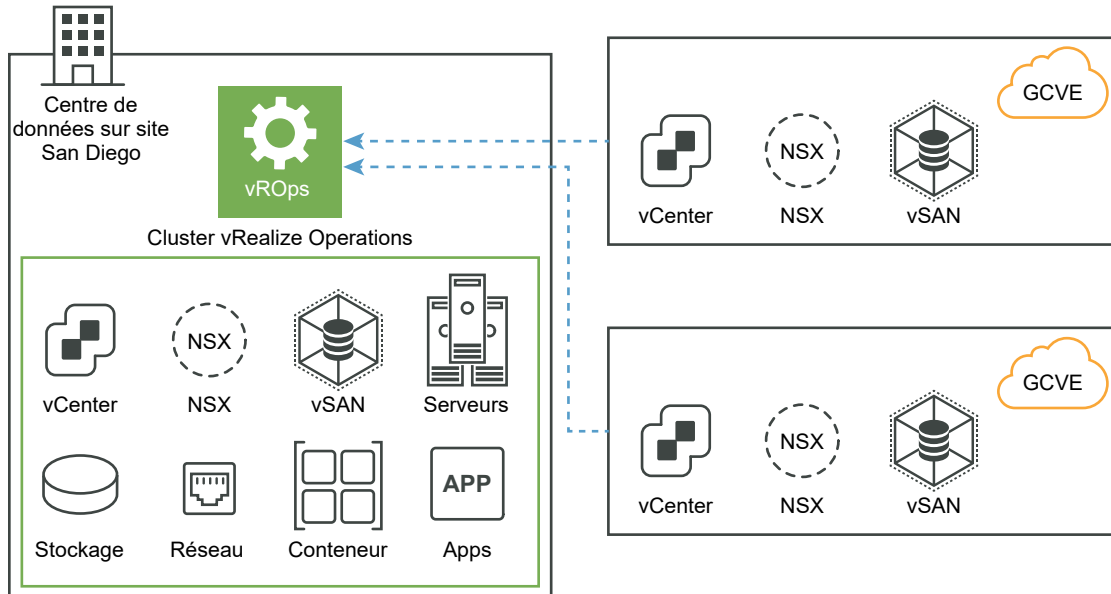 Centre de
données sur site
San Diego
vROps
Cluster vRealize Operations
NSX
vCenter
NSX
vSAN
Serveurs
APP
Stockage
Réseau
Conteneur
Apps
GCVE
NSX
vCenter
NSX
vSAN
GCVE
NSX
vCenter
NSX
vSAN